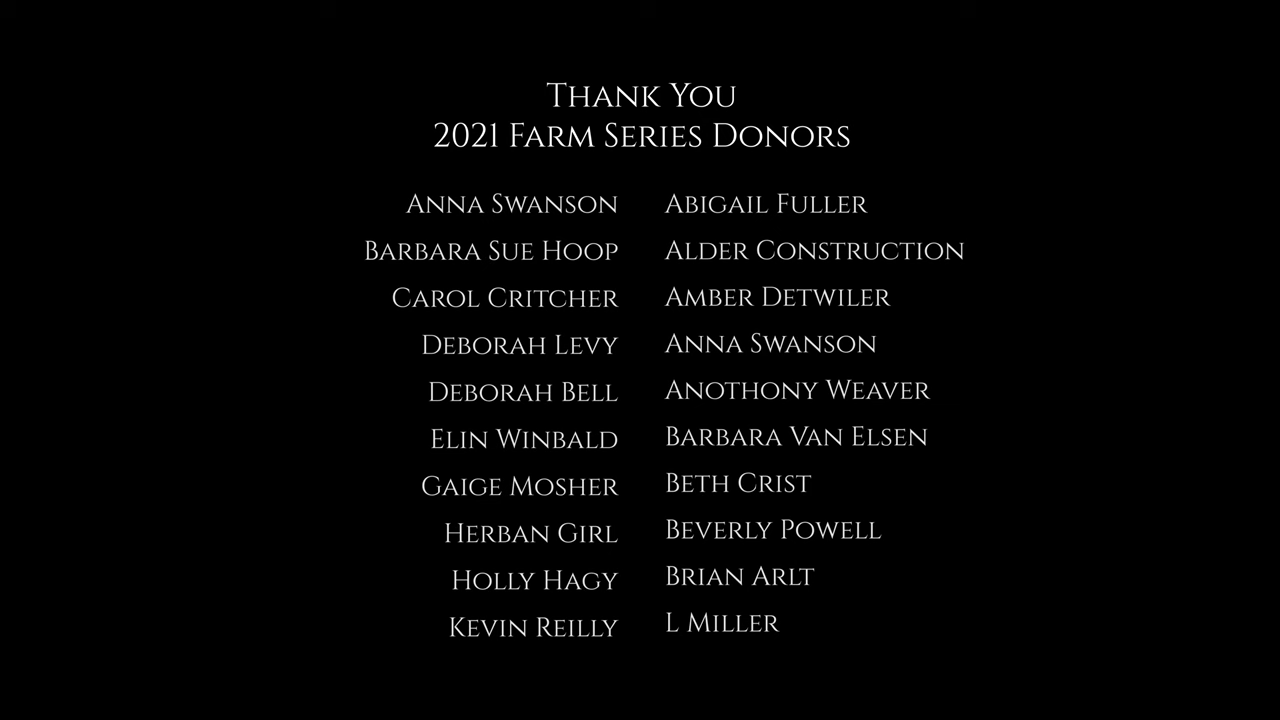 Thank You
2021 Farm Series Donors
Anna Swanson
Barbara Sue Hoop
Carol Critcher
Deborah Levy
Deborah Bell
Elin Winbald
Gaige Mosher
Herban Girl
Holly Hagy
Kevin Reilly
Abigail Fuller
Alder Construction
Amber Detwiler
Anna Swanson
Anothony Weaver
Barbara Van Elsen
Beth Crist
Beverly Powell
Brian Arlt
L Miller